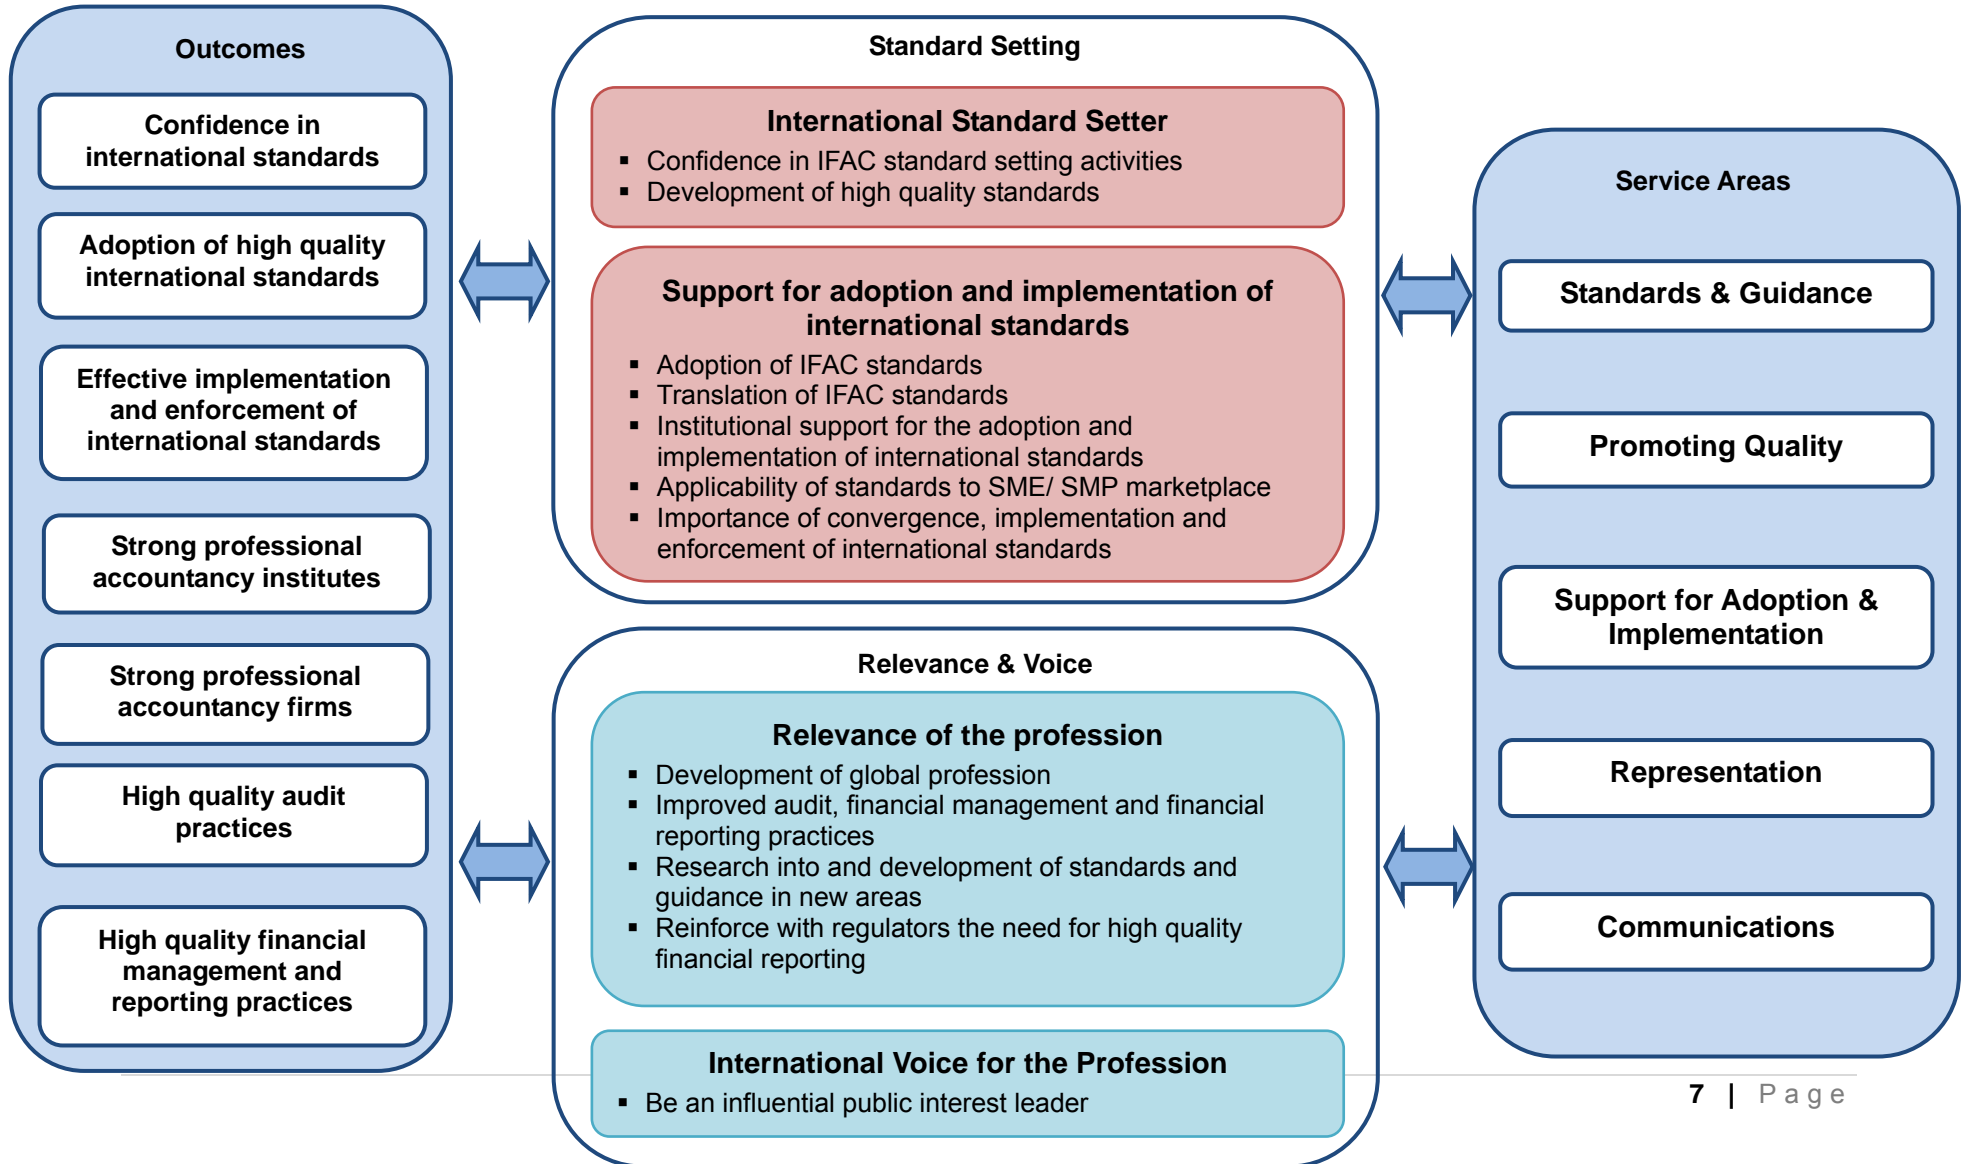 Outcomes
Confidence in
international standards
Adoption of high quality
international standards
Effective implementation
and enforcement of
international standards
Strong professional
accountancy institutes
Strong professional
accountancy firms
High quality audit
practices
High quality financial
management and
reporting practices
Standard Setting
International Standard Setter
▪ Confidence in IFAC standard setting activities
▪ Development of high quality standards
Support for adoption and implementation of
international standards
▪ Adoption of IFAC standards
▪ Translation of IFAC standards
▪ Institutional support for the adoption and
implementation of international standards
▪ Applicability of standards to SME/ SMP marketplace
▪ Importance of convergence, implementation and
enforcement of international standards
Relevance & Voice
Relevance of the profession
▪ Development of global profession
▪ Improved audit, financial management and financial
reporting practices
▪ Research into and development of standards and
guidance in new areas
▪ Reinforce with regulators the need for high quality
financial reporting
International Voice for the Profession
▪ Be an influential public interest leader
Service Areas
Standards & Guidance
Promoting Quality
Support for Adoption &
Implementation
Representation
Communications
7 | Page